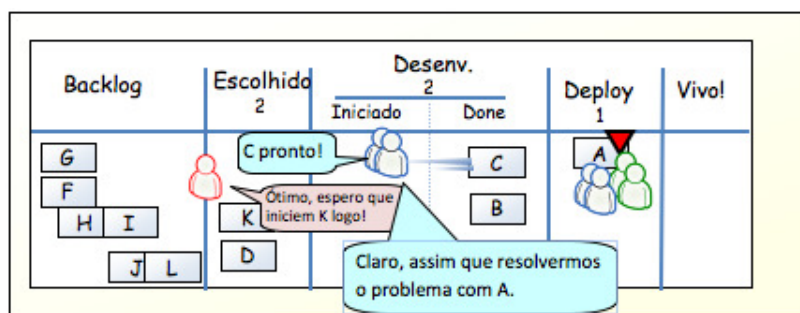 Backlog
Escolhido
2
Desenv.
2
Iniciado
Done
Deploy
1
Vivo!
G
F
H
I
J
L
C pronto!
Ótimo, espero que
iniciem K logo!
K
D
C
B
A
Claro, assim que resolvermos
o problema com A.